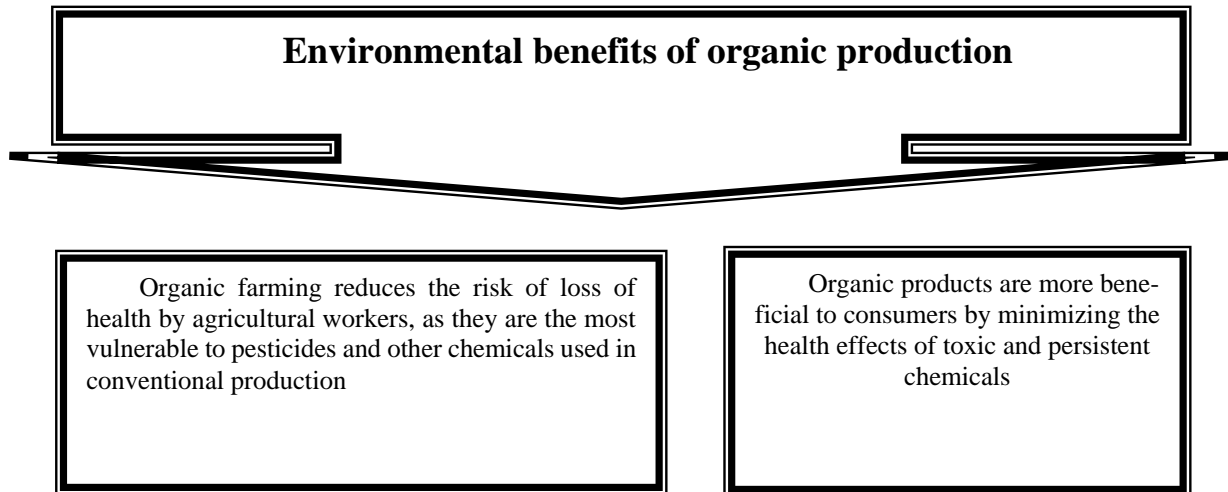 Environmental benefits of organic production
Organic farming reduces the risk of loss of
health by agricultural workers, as they are the most
vulnerable to pesticides and other chemicals used in
conventional production
Organic products are more bene-
ficial to consumers by minimizing the
health effects of toxic and persistent
chemicals